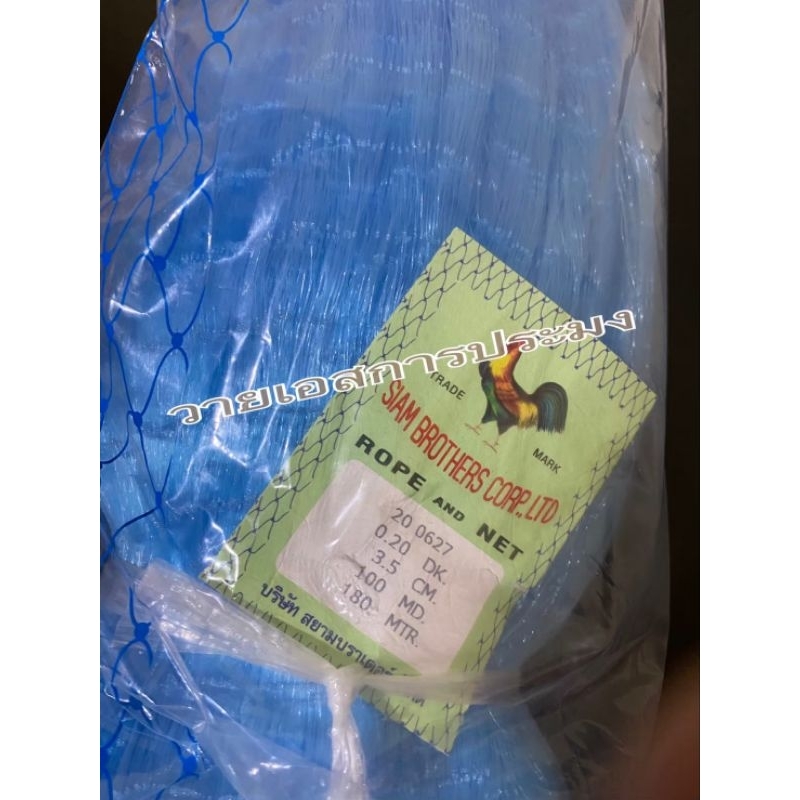 วายเอสการประมง
TRADE MARK
SIAM BROTHERS CORP., LTD
ROPE AND NET
20 0627
0.20 DK.
3.5 CM.
100 MD.
180 MTR.
บริษัท สยามบราเดอร์